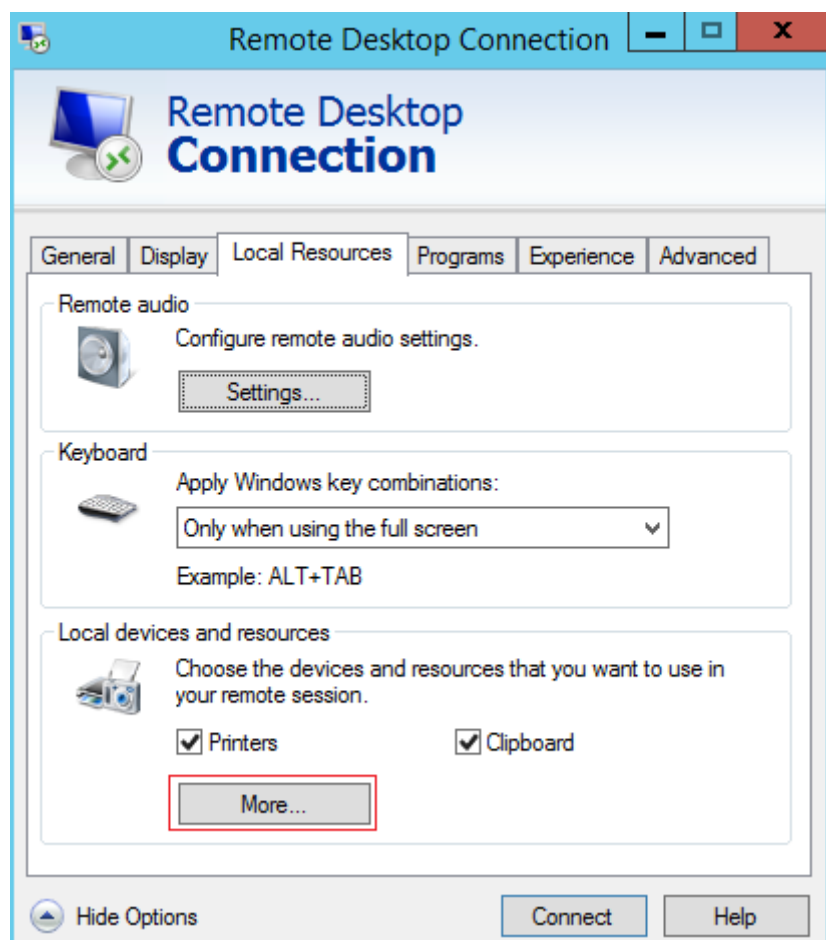 Remote Desktop Connection
Remote Desktop
Connection
General Display Local Resources Programs Experience Advanced
Remote audio
Configure remote audio settings.
Settings...
Keyboard
Apply Windows key combinations:
Only when using the full screen
Example: ALT+TAB
Local devices and resources
Choose the devices and resources that you want to use in
your remote session.
Printers Clipboard
More...
Hide Options Connect Help